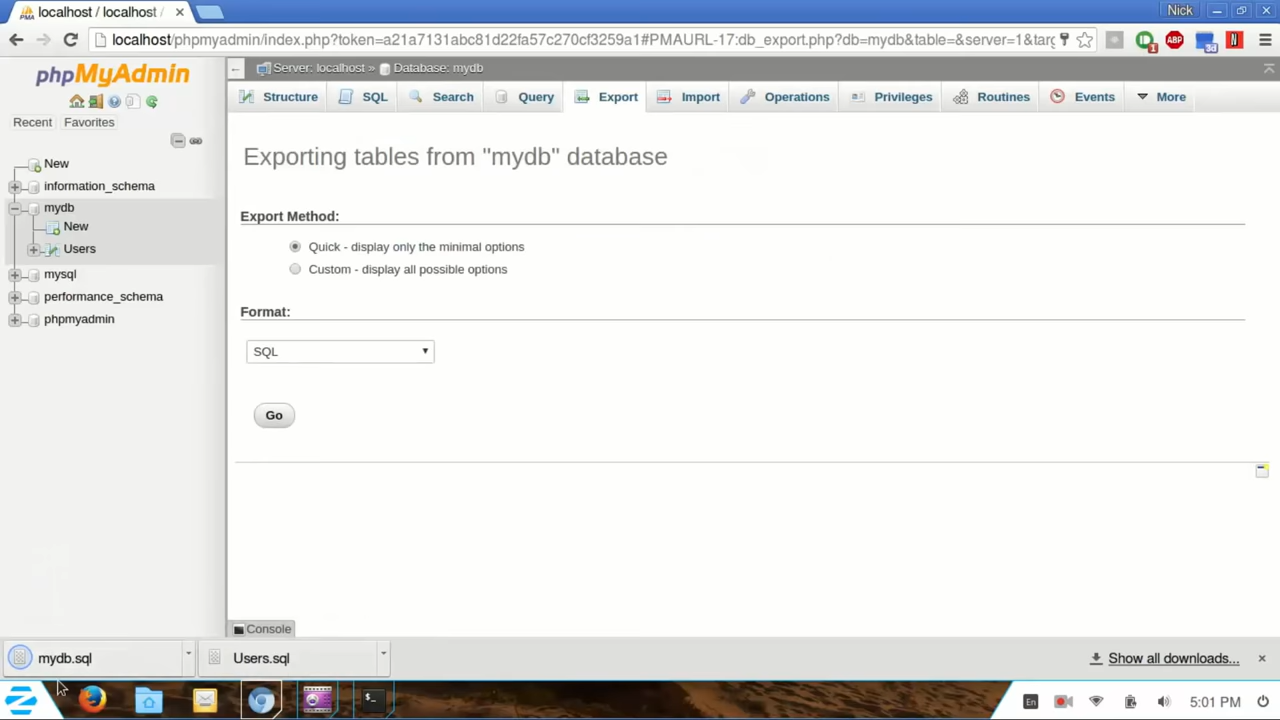 localhost / localhost /
Nick
localhost/phpmyadmin/index.php?token=a21a7131abc81d22fa57c270cf3259a1#PMAURL-17:db_export.php?db=mydb&table=&server=1&targ
1
ABP
3d
N
phpMyAdmin
Server: localhost » Database: mydb
Structure
SQL
Search
Query
Export
Import
Operations
Privileges
Routines
Events
More
Recent
Favorites
New
information_schema
mydb
New
Users
mysql
performance_schema
phpmyadmin
Exporting tables from "mydb" database
Export Method:
Quick - display only the minimal options
Custom - display all possible options
Format:
SQL
Go
Console
mydb.sql
Users.sql
Show all downloads...
En
5:01 PM